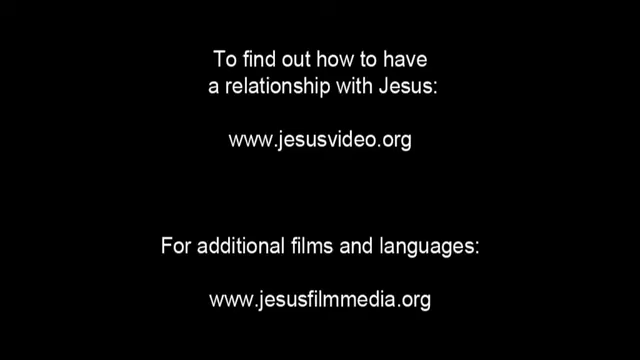 To find out how to have
a relationship with Jesus:
www.jesusvideo.org
For additional films and languages:
www.jesusfilmmedia.org